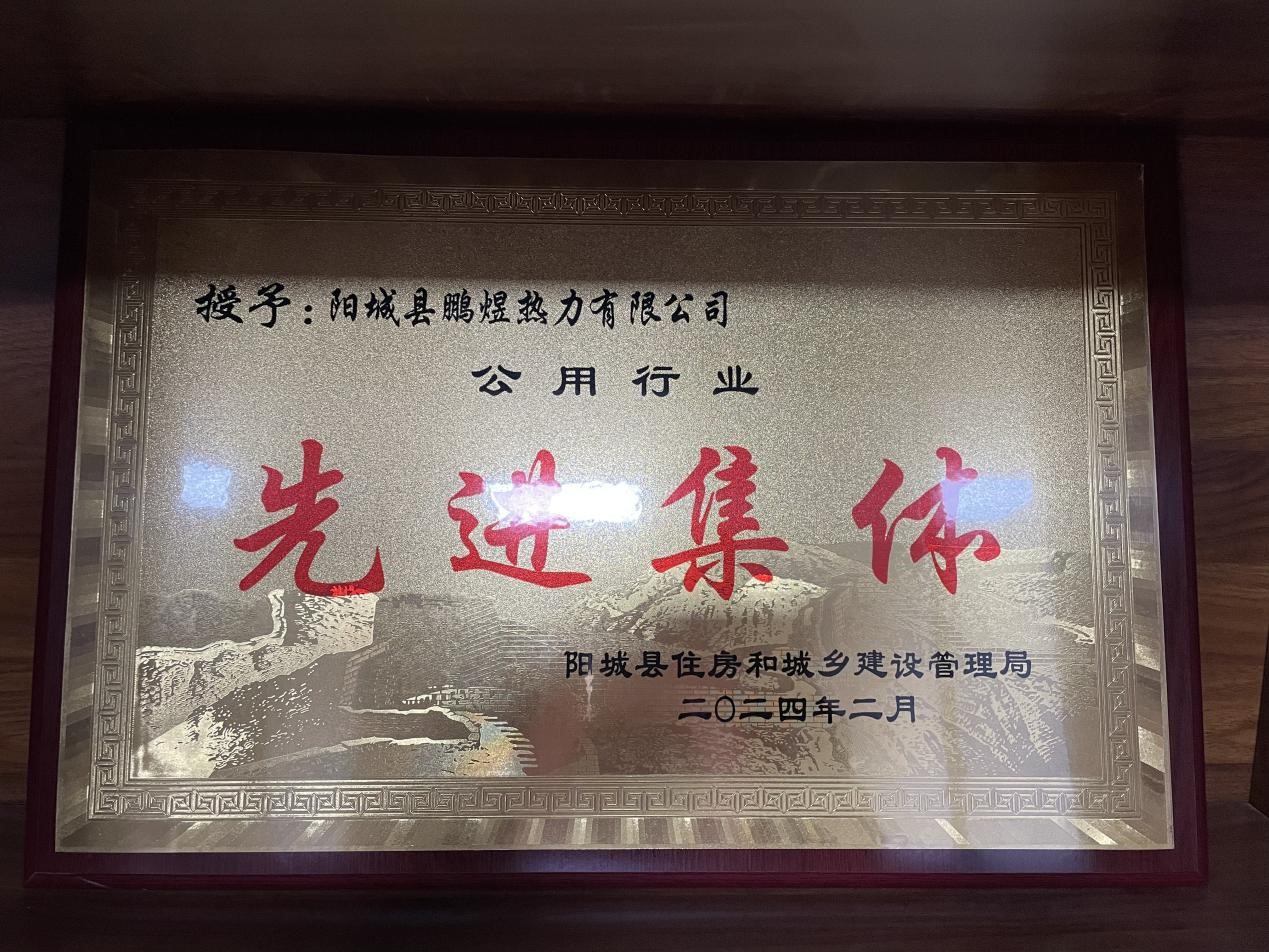 授予：阳城县鹏煜热力有限公司
公用行业
先进集体
阳城县住房和城乡建设管理局
二〇二四年二月